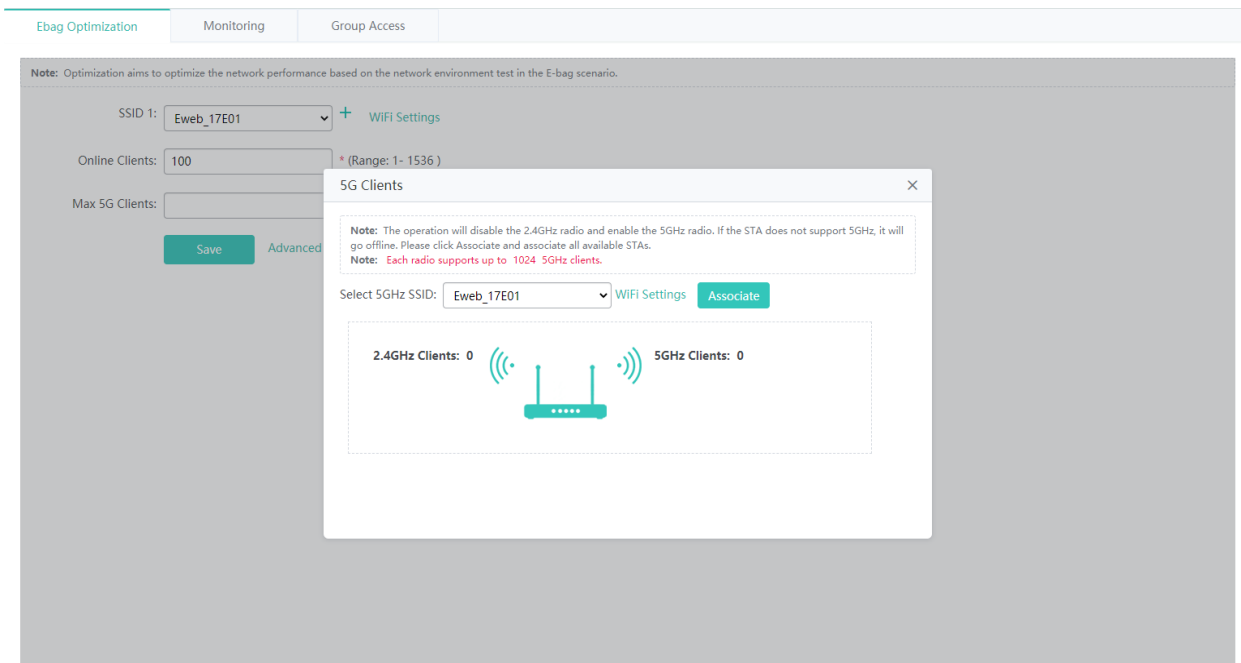 Ebag Optimization Monitoring Group Access
Note: Optimization aims to optimize the network performance based on the network environment test in the E-bag scenario.
SSID 1: Eweb_17E01 + WiFi Settings
Online Clients: 100 * (Range: 1- 1536 )
Max 5G Clients:
Save Advanced
5G Clients
Note: The operation will disable the 2.4GHz radio and enable the 5GHz radio. If the STA does not support 5GHz, it will
go offline. Please click Associate and associate all available STAs.
Note: Each radio supports up to 1024 5GHz clients.
Select 5GHz SSID: Eweb_17E01 WiFi Settings Associate
2.4GHz Clients: 0 5GHz Clients: 0